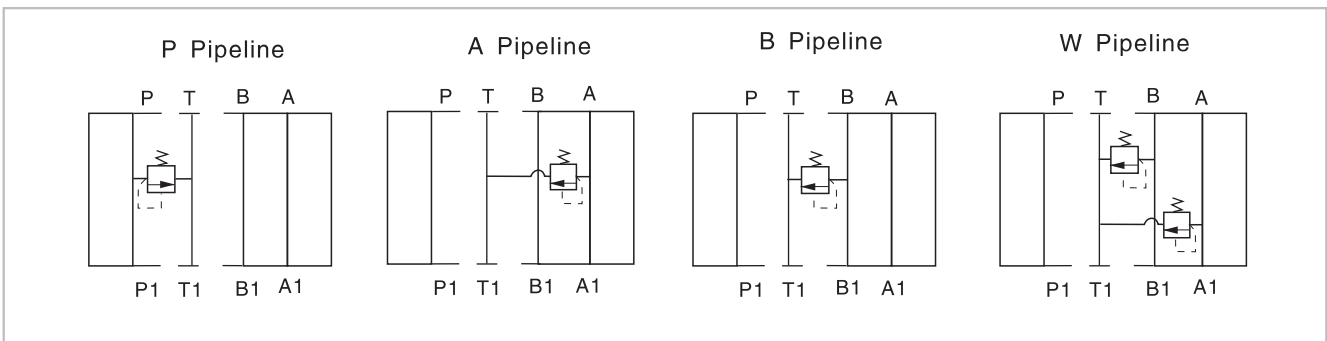 P Pipeline
A Pipeline
B Pipeline
W Pipeline
P T B A
P T B A
P T B A
P T B A
P1 T1 B1 A1
P1 T1 B1 A1
P1 T1 B1 A1
P1 T1 B1 A1